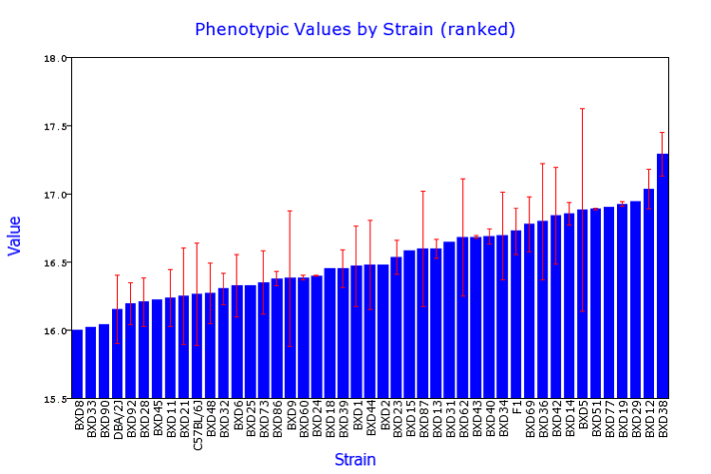 Phenotypic Values by Strain (ranked)
18.0
17.5
17.0
16.5
16.0
15.5
Value
BXD8
BXD33
BXD90
DBA/2J
BXD92
BXD28
BXD45
BXD11
BXD21
C57BL/6J
BXD48
BXD32
BXD6
BXD25
BXD73
BXD86
BXD9
BXD60
BXD24
BXD18
BXD39
BXD1
BXD44
BXD2
BXD23
BXD15
BXD87
BXD13
BXD31
BXD62
BXD43
BXD40
BXD34
F1
BXD69
BXD36
BXD42
BXD14
BXD5
BXD51
BXD77
BXD19
BXD29
BXD12
BXD38
Strain